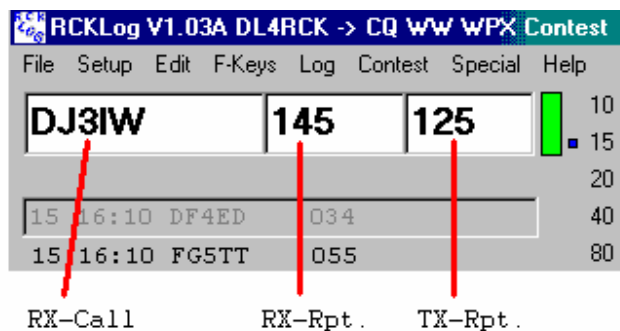 RCKLog V1.03A DL4RCK -> CQ WW WPX Contest
File Setup Edit F-Keys Log Contest Special Help
DJ3IW 145 125
10
15
20
15 16:10 DF4ED 034 40
15 16:10 FG5TT 055 80
RX-Call RX-Rpt. TX-Rpt.